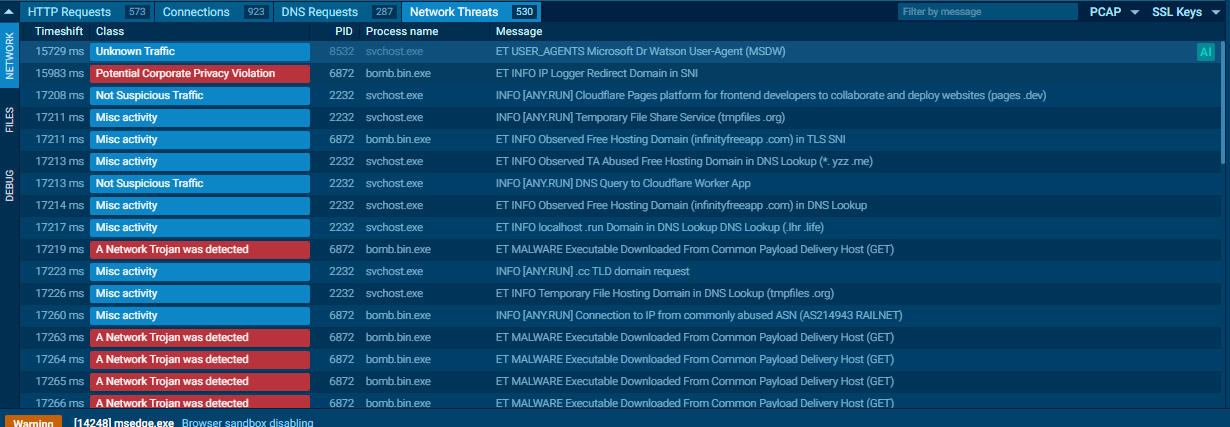 HTTP Requests 573 Connections 923 DNS Requests 287 Network Threats 530 Filter by message PCAP SSL Keys
NETWORK
FILES
DEBUG
Timeshift Class PID Process name Message
15729 ms Unknown Traffic 8532 svchost.exe ET USER_AGENTS Microsoft Dr Watson User-Agent (MSDW) AI
15983 ms Potential Corporate Privacy Violation 6872 bomb.bin.exe ET INFO IP Logger Redirect Domain in SNI
17208 ms Not Suspicious Traffic 2232 svchost.exe INFO [ANY.RUN] Cloudflare Pages platform for frontend developers to collaborate and deploy websites (pages .dev)
17211 ms Misc activity 2232 svchost.exe INFO [ANY.RUN] Temporary File Share Service (tmpfiles .org)
17211 ms Misc activity 6872 bomb.bin.exe ET INFO Observed Free Hosting Domain (infinityfreeapp .com) in TLS SNI
17213 ms Misc activity 2232 svchost.exe ET INFO Observed TA Abused Free Hosting Domain in DNS Lookup (*. yzz .me)
17213 ms Not Suspicious Traffic 2232 svchost.exe INFO [ANY.RUN] DNS Query to Cloudflare Worker App
17214 ms Misc activity 2232 svchost.exe ET INFO Observed Free Hosting Domain (infinityfreeapp .com) in DNS Lookup
17217 ms Misc activity 2232 svchost.exe ET INFO localhost .run Domain in DNS Lookup DNS Lookup (.lhr .life)
17219 ms A Network Trojan was detected 6872 bomb.bin.exe ET MALWARE Executable Downloaded From Common Payload Delivery Host (GET)
17223 ms Misc activity 2232 svchost.exe INFO [ANY.RUN] .cc TLD domain request
17226 ms Misc activity 2232 svchost.exe ET INFO Temporary File Hosting Domain in DNS Lookup (tmpfiles .org)
17260 ms Misc activity 6872 bomb.bin.exe INFO [ANY.RUN] Connection to IP from commonly abused ASN (AS214943 RAILNET)
17263 ms A Network Trojan was detected 6872 bomb.bin.exe ET MALWARE Executable Downloaded From Common Payload Delivery Host (GET)
17264 ms A Network Trojan was detected 6872 bomb.bin.exe ET MALWARE Executable Downloaded From Common Payload Delivery Host (GET)
17265 ms A Network Trojan was detected 6872 bomb.bin.exe ET MALWARE Executable Downloaded From Common Payload Delivery Host (GET)
17266 ms A Network Trojan was detected 6872 bomb.bin.exe ET MALWARE Executable Downloaded From Common Payload Delivery Host (GET)
Warning [14248] msedge.exe Browser sandbox disabling